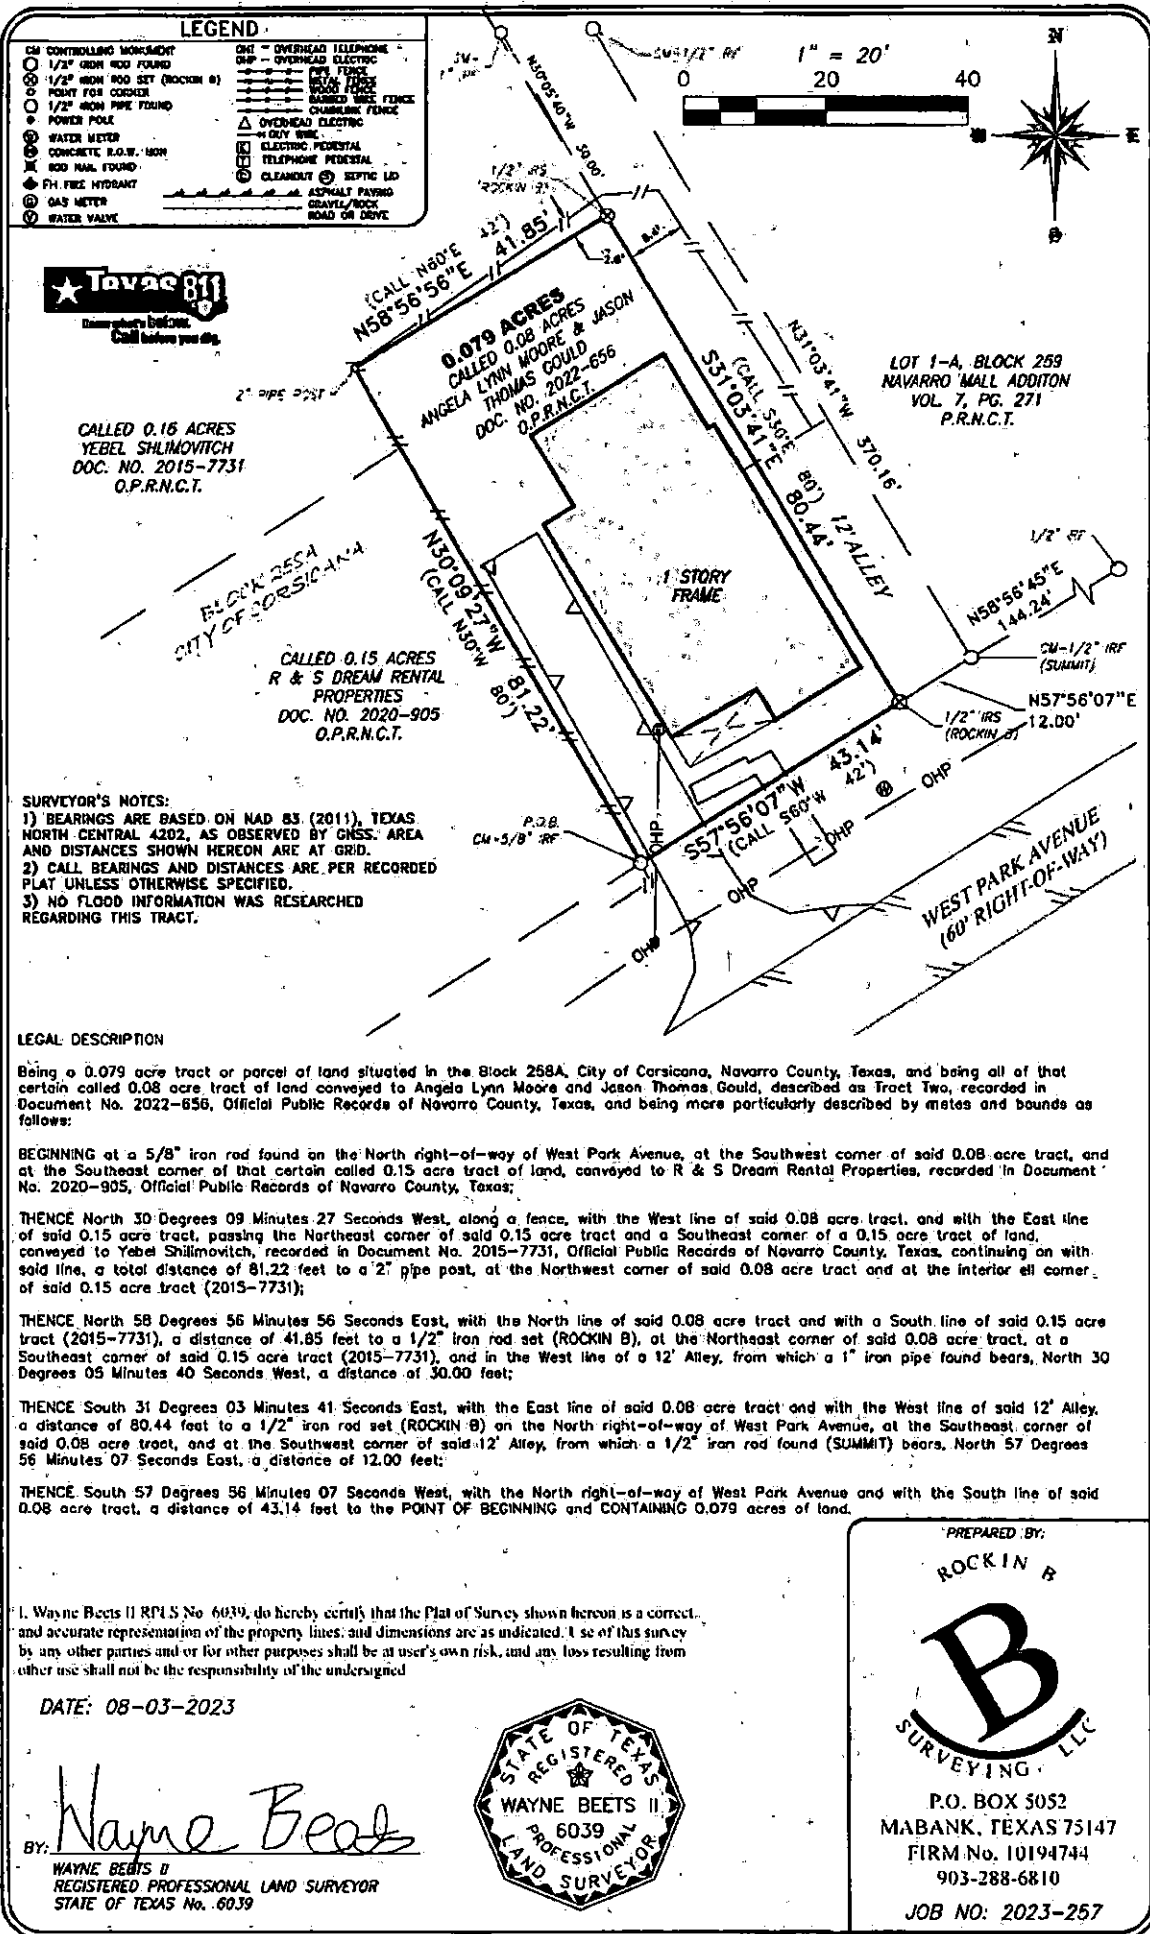 LEGEND
CM CONTROLLING MONUMENT
1/2" IRON ROD FOUND
1/2" IRON ROD SET (ROCKIN B)
POINT FOR CORNER
1/2" IRON PIPE FOUND
POWER POLE
WATER METER
CONCRETE R.O.W. MON
ROD NAIL FOUND
FH FIRE HYDRANT
GAS METER
WATER VALVE
OHT - OVERHEAD TELEPHONE
OHP - OVERHEAD ELECTRIC
PIPE FENCE
METAL FENCE
WOOD FENCE
BARBED WIRE FENCE
CHAINLINK FENCE
OVERHEAD ELECTRIC
GUY WIRE
E ELECTRIC PEDESTAL
T TELEPHONE PEDESTAL
CLEANOUT SEPTIC LID
ASPHALT PAVING
GRAVEL/ROCK
ROAD OR DRIVE
CM-1/2" RF
1" = 20'
0 20 40
N
E
N30°05'40"W 30.00'
1/2" IRS
(ROCKIN B)
Texas 811
Know what's below.
Call before you dig.
(CALL N60°E 42')
N58°56'56"E 41.85'
0.079 ACRES
CALLED 0.08 ACRES
ANGELA LYNN MOORE & JASON
THOMAS GOULD
DOC. NO. 2022-656
O.P.R.N.C.T.
S31°03'41"E 80.44'
(CALL S30°E 80')
12' ALLEY
N31°03'41"W 370.16'
LOT 1-A, BLOCK 259
NAVARRO MALL ADDITON
VOL. 7, PG. 271
P.R.N.C.T.
2" PIPE POST
CALLED 0.16 ACRES
YEBEL SHLIMOVITCH
DOC. NO. 2015-7731
O.P.R.N.C.T.
BLOCK 258A
CITY OF CORSICANA
N30°09'27"W 81.22'
(CALL N30°W 80')
1 STORY
FRAME
1/2" RF
N58°56'45"E
144.24'
CM-1/2" IRF
(SUMMIT)
N57°56'07"E
12.00'
1/2" IRS
(ROCKIN B)
CALLED 0.15 ACRES
R & S DREAM RENTAL
PROPERTIES
DOC. NO. 2020-905
O.P.R.N.C.T.
P.O.B.
CM-5/8" IRF
S57°56'07"W 43.14'
(CALL S60°W 42')
OHP
OHP
OHP
OHP
OHP
WEST PARK AVENUE
(60' RIGHT-OF-WAY)
SURVEYOR'S NOTES:
1) BEARINGS ARE BASED ON NAD 83 (2011), TEXAS
NORTH CENTRAL 4202, AS OBSERVED BY GNSS. AREA
AND DISTANCES SHOWN HEREON ARE AT GRID.
2) CALL BEARINGS AND DISTANCES ARE PER RECORDED
PLAT UNLESS OTHERWISE SPECIFIED.
3) NO FLOOD INFORMATION WAS RESEARCHED
REGARDING THIS TRACT.
LEGAL DESCRIPTION
Being a 0.079 acre tract or parcel of land situated in the Block 258A, City of Corsicana, Navarro County, Texas, and being all of that
certain called 0.08 acre tract of land conveyed to Angela Lynn Moore and Jason Thomas Gould, described as Tract Two, recorded in
Document No. 2022-656, Official Public Records of Navarro County, Texas, and being more particularly described by metes and bounds as
follows:
BEGINNING at a 5/8" iron rod found on the North right-of-way of West Park Avenue, at the Southwest corner of said 0.08 acre tract, and
at the Southeast corner of that certain called 0.15 acre tract of land, conveyed to R & S Dream Rental Properties, recorded in Document
No. 2020-905, Official Public Records of Navarro County, Texas;
THENCE North 30 Degrees 09 Minutes 27 Seconds West, along a fence, with the West line of said 0.08 acre tract, and with the East line
of said 0.15 acre tract, passing the Northeast corner of said 0.15 acre tract and a Southeast corner of a 0.15 acre tract of land,
conveyed to Yebel Shilimovitch, recorded in Document No. 2015-7731, Official Public Records of Navarro County, Texas, continuing on with
said line, a total distance of 81.22 feet to a 2" pipe post, at the Northwest corner of said 0.08 acre tract and at the interior ell corner
of said 0.15 acre tract (2015-7731);
THENCE North 58 Degrees 56 Minutes 56 Seconds East, with the North line of said 0.08 acre tract and with a South line of said 0.15 acre
tract (2015-7731), a distance of 41.85 feet to a 1/2" iron rod set (ROCKIN B), at the Northeast corner of said 0.08 acre tract, at a
Southeast corner of said 0.15 acre tract (2015-7731), and in the West line of a 12' Alley, from which a 1" iron pipe found bears, North 30
Degrees 05 Minutes 40 Seconds West, a distance of 30.00 feet;
THENCE South 31 Degrees 03 Minutes 41 Seconds East, with the East line of said 0.08 acre tract and with the West line of said 12' Alley,
a distance of 80.44 feet to a 1/2" iron rod set (ROCKIN B) on the North right-of-way of West Park Avenue, at the Southeast corner of
said 0.08 acre tract, and at the Southwest corner of said 12' Alley, from which a 1/2" iron rod found (SUMMIT) bears, North 57 Degrees
56 Minutes 07 Seconds East, a distance of 12.00 feet;
THENCE South 57 Degrees 56 Minutes 07 Seconds West, with the North right-of-way of West Park Avenue and with the South line of said
0.08 acre tract, a distance of 43.14 feet to the POINT OF BEGINNING and CONTAINING 0.079 acres of land.
I, Wayne Beets II RPLS No. 6039, do hereby certify that the Plat of Survey shown hereon is a correct
and accurate representation of the property lines, and dimensions are as indicated. Use of this survey
by any other parties and or for other purposes shall be at user's own risk, and any loss resulting from
other use shall not be the responsibility of the undersigned
DATE: 08-03-2023
BY: Wayne Beets
WAYNE BEETS II
REGISTERED PROFESSIONAL LAND SURVEYOR
STATE OF TEXAS No. 6039
STATE OF TEXAS
REGISTERED
WAYNE BEETS II
6039
PROFESSIONAL
LAND SURVEYOR
PREPARED BY:
ROCKIN B
B
SURVEYING LLC
P.O. BOX 5052
MABANK, TEXAS 75147
FIRM No. 10194744
903-288-6810
JOB NO: 2023-257